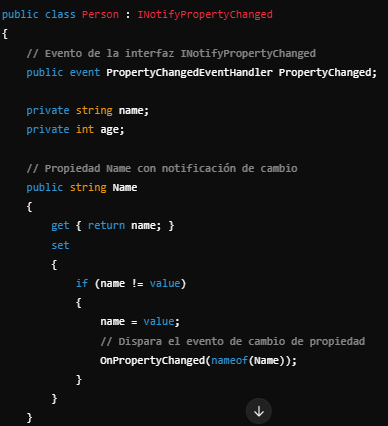 public class Person : INotifyPropertyChanged
{
    // Evento de la interfaz INotifyPropertyChanged
    public event PropertyChangedEventHandler PropertyChanged;

    private string name;
    private int age;

    // Propiedad Name con notificación de cambio
    public string Name
    {
        get { return name; }
        set
        {
            if (name != value)
            {
                name = value;
                // Dispara el evento de cambio de propiedad
                OnPropertyChanged(nameof(Name));
            }
        }
    }